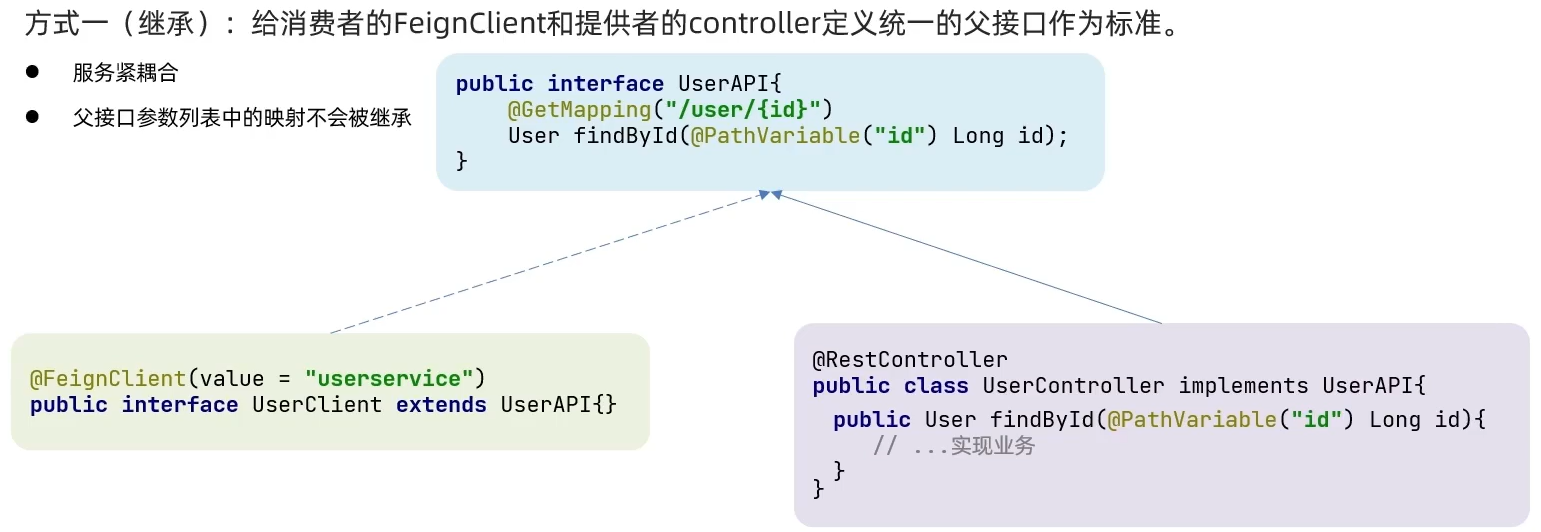 方式一（继承）：给消费者的FeignClient和提供者的controller定义统一的父接口作为标准。
● 服务紧耦合
● 父接口参数列表中的映射不会被继承
public interface UserAPI{
    @GetMapping("/user/{id}")
    User findById(@PathVariable("id") Long id);
}
@FeignClient(value = "userservice")
public interface UserClient extends UserAPI{}
@RestController
public class UserController implements UserAPI{
  public User findById(@PathVariable("id") Long id){
    // ...实现业务
  }
}